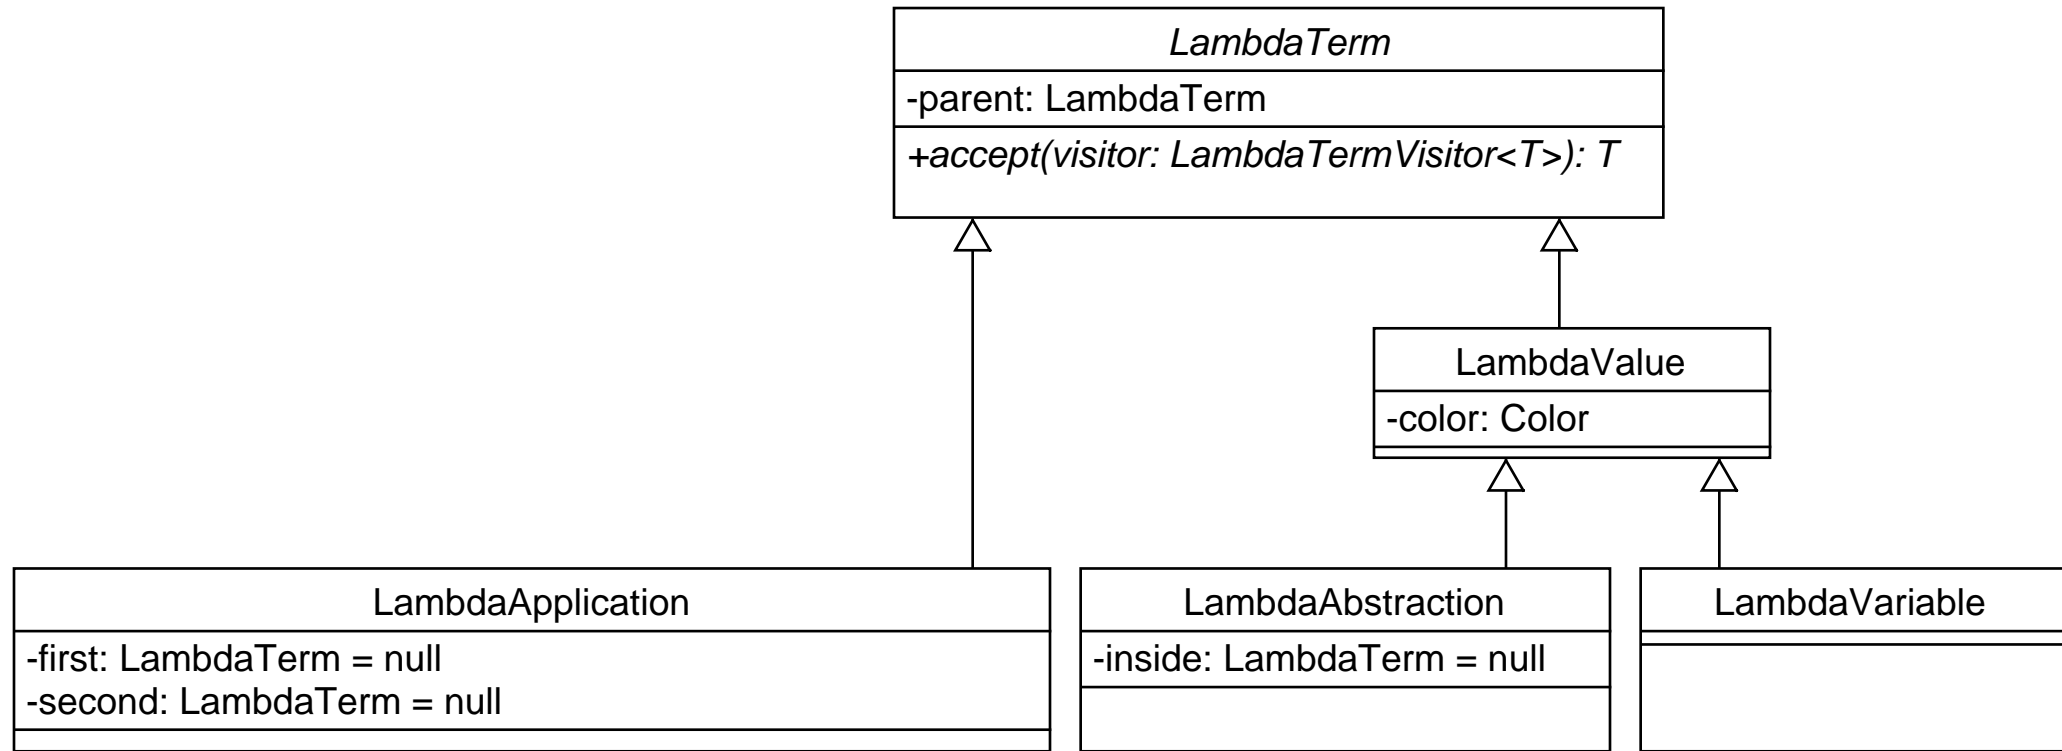 LambdaTerm
-parent: LambdaTerm
+accept(visitor: LambdaTermVisitor<T>): T
LambdaValue
-color: Color
LambdaApplication
-first: LambdaTerm = null
-second: LambdaTerm = null
LambdaAbstraction
-inside: LambdaTerm = null
LambdaVariable